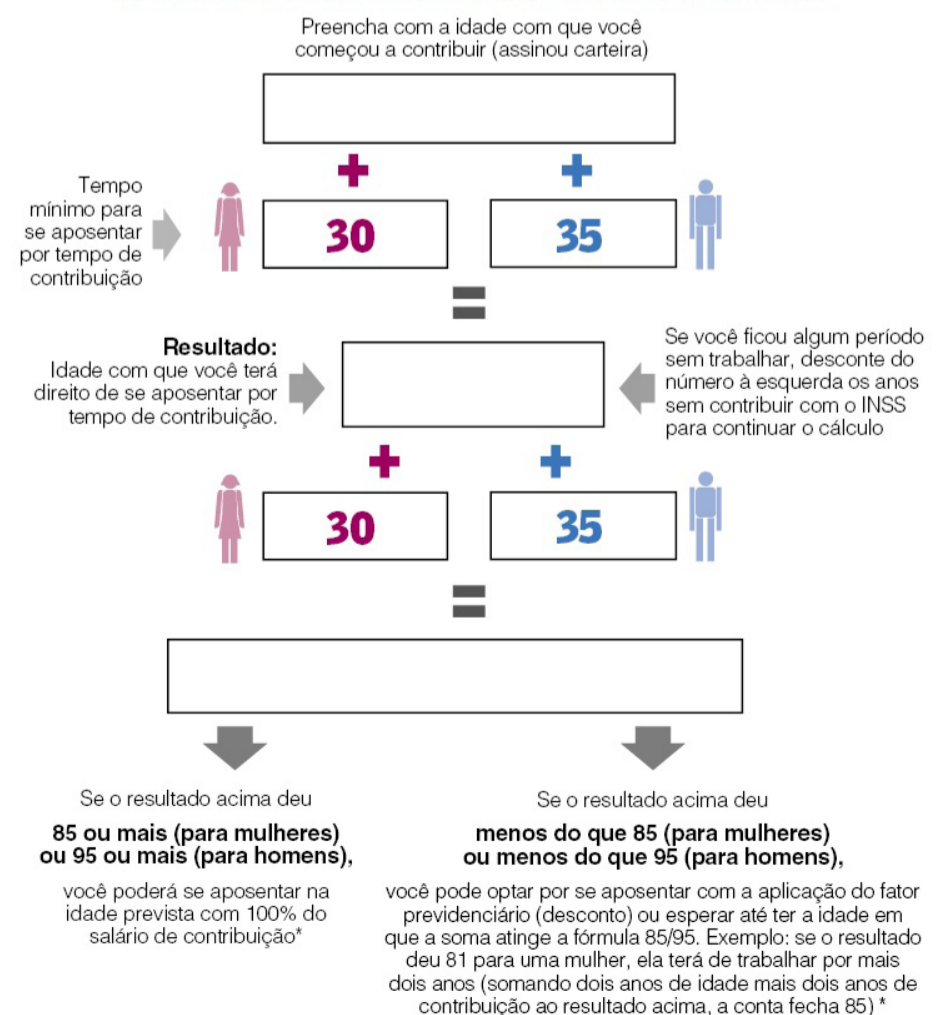 Preencha com a idade com que você
começou a contribuir (assinou carteira)
+ +
Tempo
mínimo para
se aposentar
por tempo de
contribuição
30 35
=
Resultado:
Idade com que você terá
direito de se aposentar por
tempo de contribuição.
Se você ficou algum período
sem trabalhar, desconte do
número à esquerda os anos
sem contribuir com o INSS
para continuar o cálculo
+ +
30 35
=
Se o resultado acima deu
85 ou mais (para mulheres)
ou 95 ou mais (para homens),
você poderá se aposentar na
idade prevista com 100% do
salário de contribuição*
Se o resultado acima deu
menos do que 85 (para mulheres)
ou menos do que 95 (para homens),
você pode optar por se aposentar com a aplicação do fator
previdenciário (desconto) ou esperar até ter a idade em
que a soma atinge a fórmula 85/95. Exemplo: se o resultado
deu 81 para uma mulher, ela terá de trabalhar por mais
dois anos (somando dois anos de idade mais dois anos de
contribuição ao resultado acima, a conta fecha 85) *